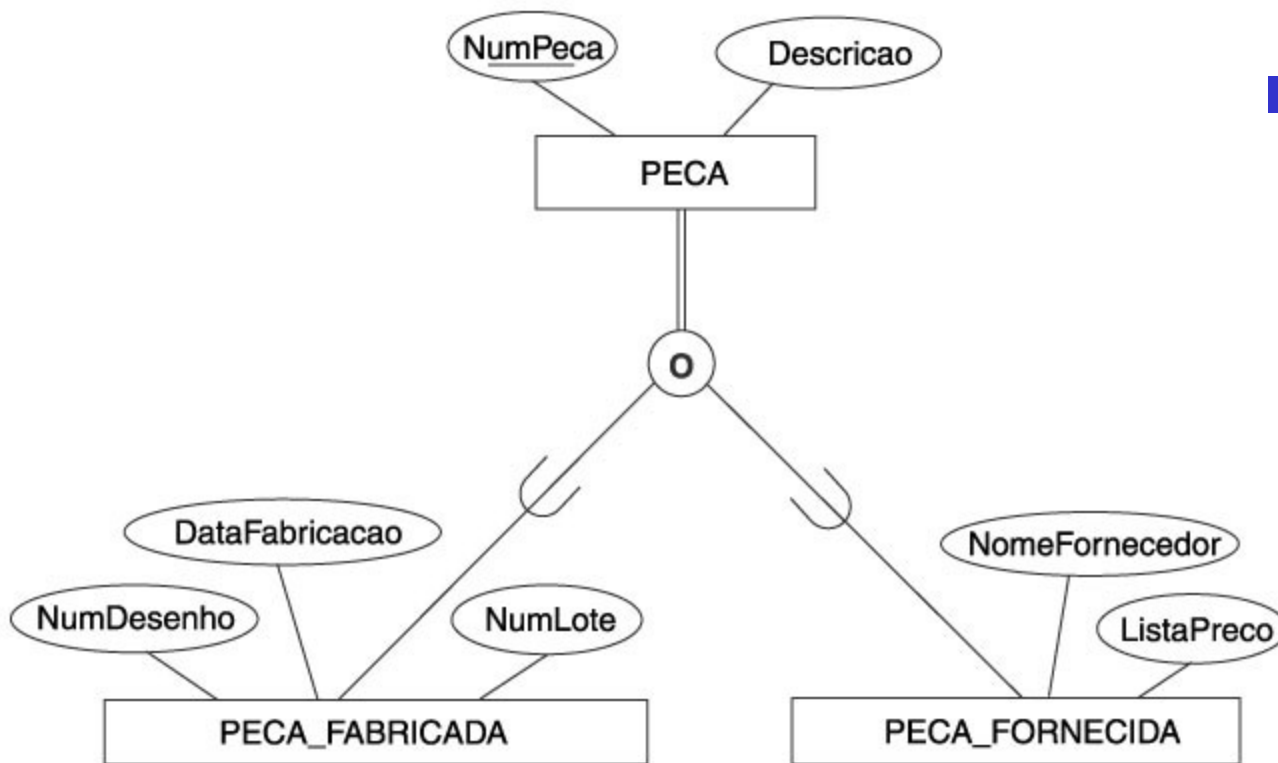 NumPeca
Descricao
PECA
O
DataFabricacao
NumDesenho
NumLote
NomeFornecedor
ListaPreco
PECA_FABRICADA
PECA_FORNECIDA